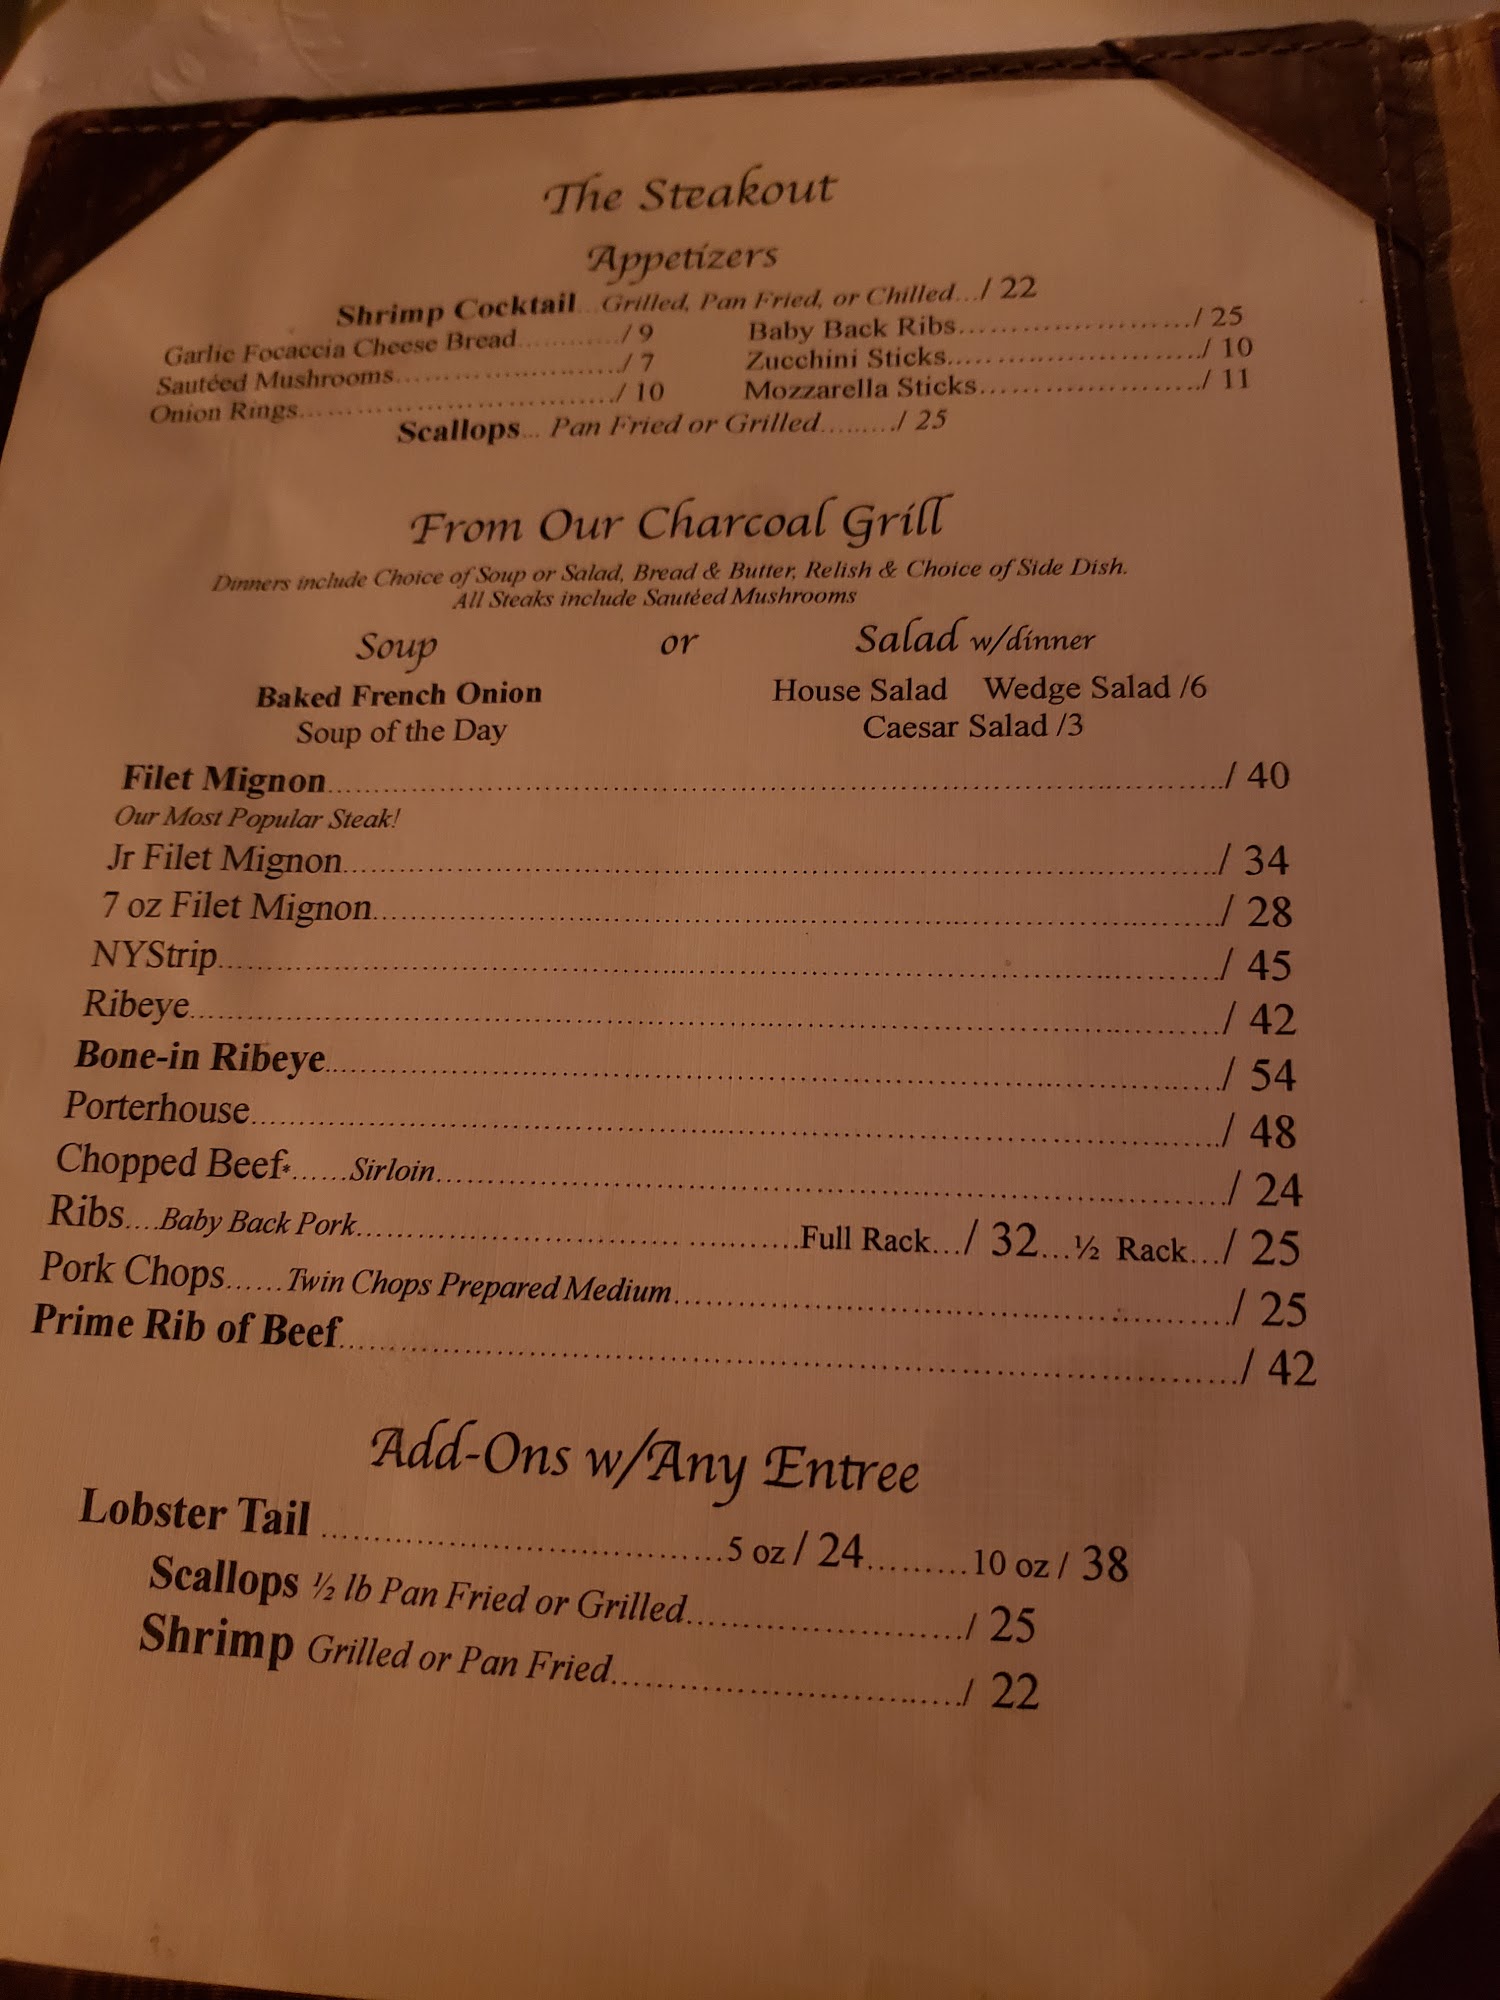 The Steakout
Appetizers
Shrimp Cocktail...Grilled, Pan Fried, or Chilled.../ 22
Garlic Focaccia Cheese Bread............/ 9
Baby Back Ribs......................../ 25
Sautéed Mushrooms........................./ 7
Zucchini Sticks........................../ 10
Onion Rings................................../ 10
Mozzarella Sticks......................./ 11
Scallops... Pan Fried or Grilled........./ 25
From Our Charcoal Grill
Dinners include Choice of Soup or Salad, Bread & Butter, Relish & Choice of Side Dish.
All Steaks include Sautéed Mushrooms
Soup or Salad w/dinner
Baked French Onion
House Salad Wedge Salad /6
Soup of the Day
Caesar Salad /3
Filet Mignon................................................................................/ 40
Our Most Popular Steak!
Jr Filet Mignon................................................................................/ 34
7 oz Filet Mignon............................................................................/ 28
NYStrip........................................................................................../ 45
Ribeye............................................................................................/ 42
Bone-in Ribeye................................................................................/ 54
Porterhouse...................................................................................../ 48
Chopped Beef*......Sirloin................................................................/ 24
Ribs....Baby Back Pork.......................................... ...........Full Rack.../ 32...½ Rack.../ 25
Pork Chops......Twin Chops Prepared Medium................................................/ 25
Prime Rib of Beef............................................................................/ 42
Add-Ons w/Any Entree
Lobster Tail .......................................5 oz / 24.........10 oz / 38
Scallops ½ lb Pan Fried or Grilled........................../ 25
Shrimp Grilled or Pan Fried................................./ 22